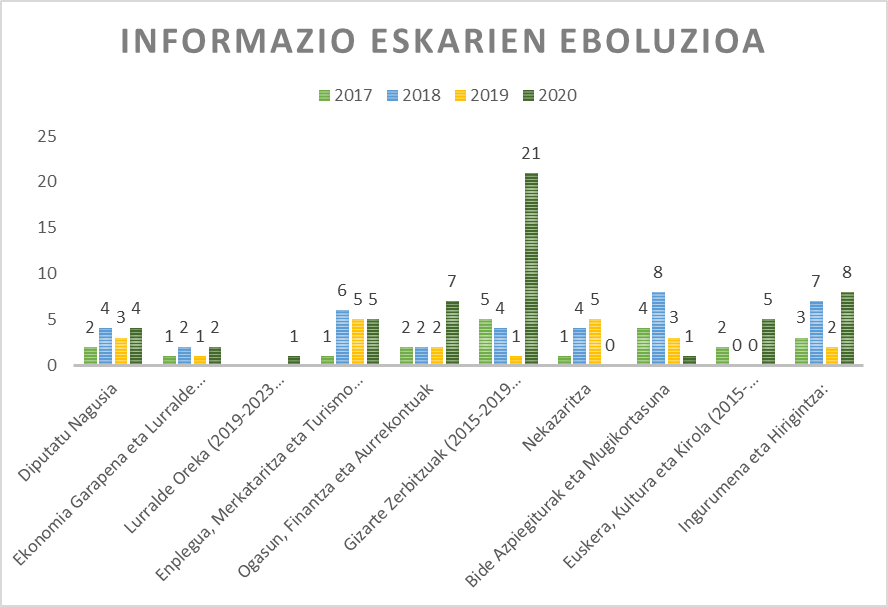 INFORMAZIO ESKARIEN EBOLUZIOA
2017 2018 2019 2020
25
20
15
10
5
0
2 4 3 4
1 2 1 2
1
1 6 5 5
2 2 2 7
5 4 1 21
1 4 5 0
4 8 3 1
2 0 0 5
3 7 2 8
Diputatu Nagusia
Ekonomia Garapena eta Lurralde…
Lurralde Oreka (2019-2023…
Enplegua, Merkataritza eta Turismo…
Ogasun, Finantza eta Aurrekontuak
Gizarte Zerbitzuak (2015-2019…
Nekazaritza
Bide Azpiegiturak eta Mugikortasuna
Euskera, Kultura eta Kirola (2015-…
Ingurumena eta Hirigintza: